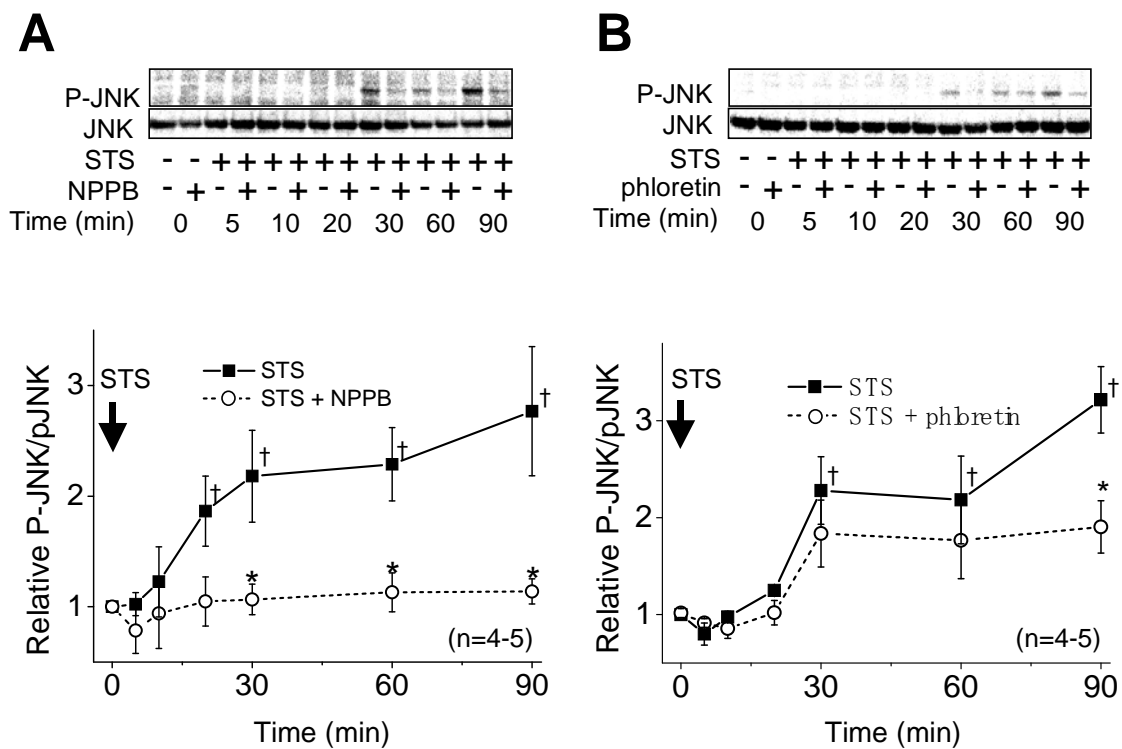 A
P-JNK
JNK
STS - - + + + + + + + + + + + +
NPPB - + - + - + - + - + - + - +
Time (min) 0 5 10 20 30 60 90
B
P-JNK
JNK
STS - - + + + + + + + + + + + +
phloretin - + - + - + - + - + - + - +
Time (min) 0 5 10 20 30 60 90
Relative P-JNK/pJNK
3
2
1
STS
STS
STS + NPPB
† † † †
* * *
(n=4-5)
0 30 60 90
Time (min)
Relative P-JNK/pJNK
3
2
1
STS
STS
STS + phloretin
† † †
*
(n=4-5)
0 30 60 90
Time (min)